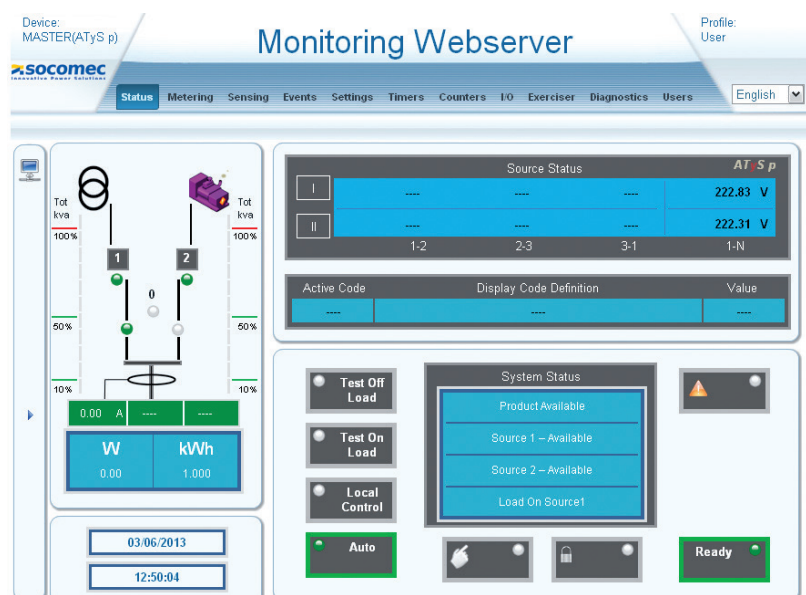 Device:
MASTER(ATyS p)
Monitoring Webserver
Profile:
User
socomec
Innovative Power Solutions
Status Metering Sensing Events Settings Timers Counters I/O Exerciser Diagnostics Users
English
Tot
kva
100%
50%
10%
Tot
kva
100%
50%
10%
1
2
0
0.00 A ---- ----
W kWh
0.00 1.000
03/06/2013
12:50:04
Source Status
ATyS p
I ---- ---- ---- 222.83 V
II ---- ---- ---- 222.31 V
1-2 2-3 3-1 1-N
Active Code Display Code Definition Value
---- ---- ----
Test Off
Load
Test On
Load
Local
Control
Auto
System Status
Product Available
Source 1 – Available
Source 2 – Available
Load On Source1
Ready